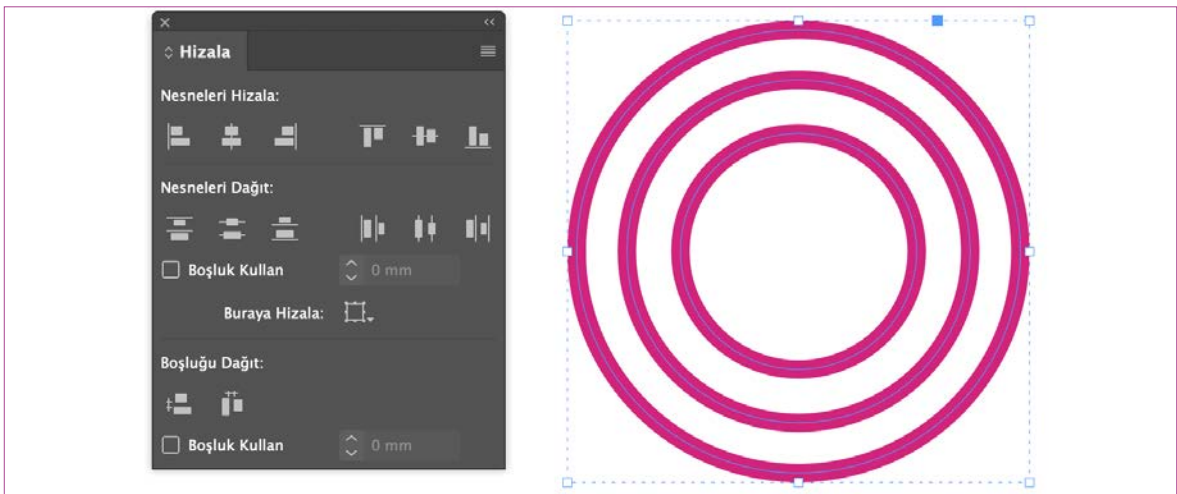 Hizala
Nesneleri Hizala:
Nesneleri Dağıt:
Boşluk Kullan
0 mm
Buraya Hizala:
Boşluğu Dağıt:
Boşluk Kullan
0 mm